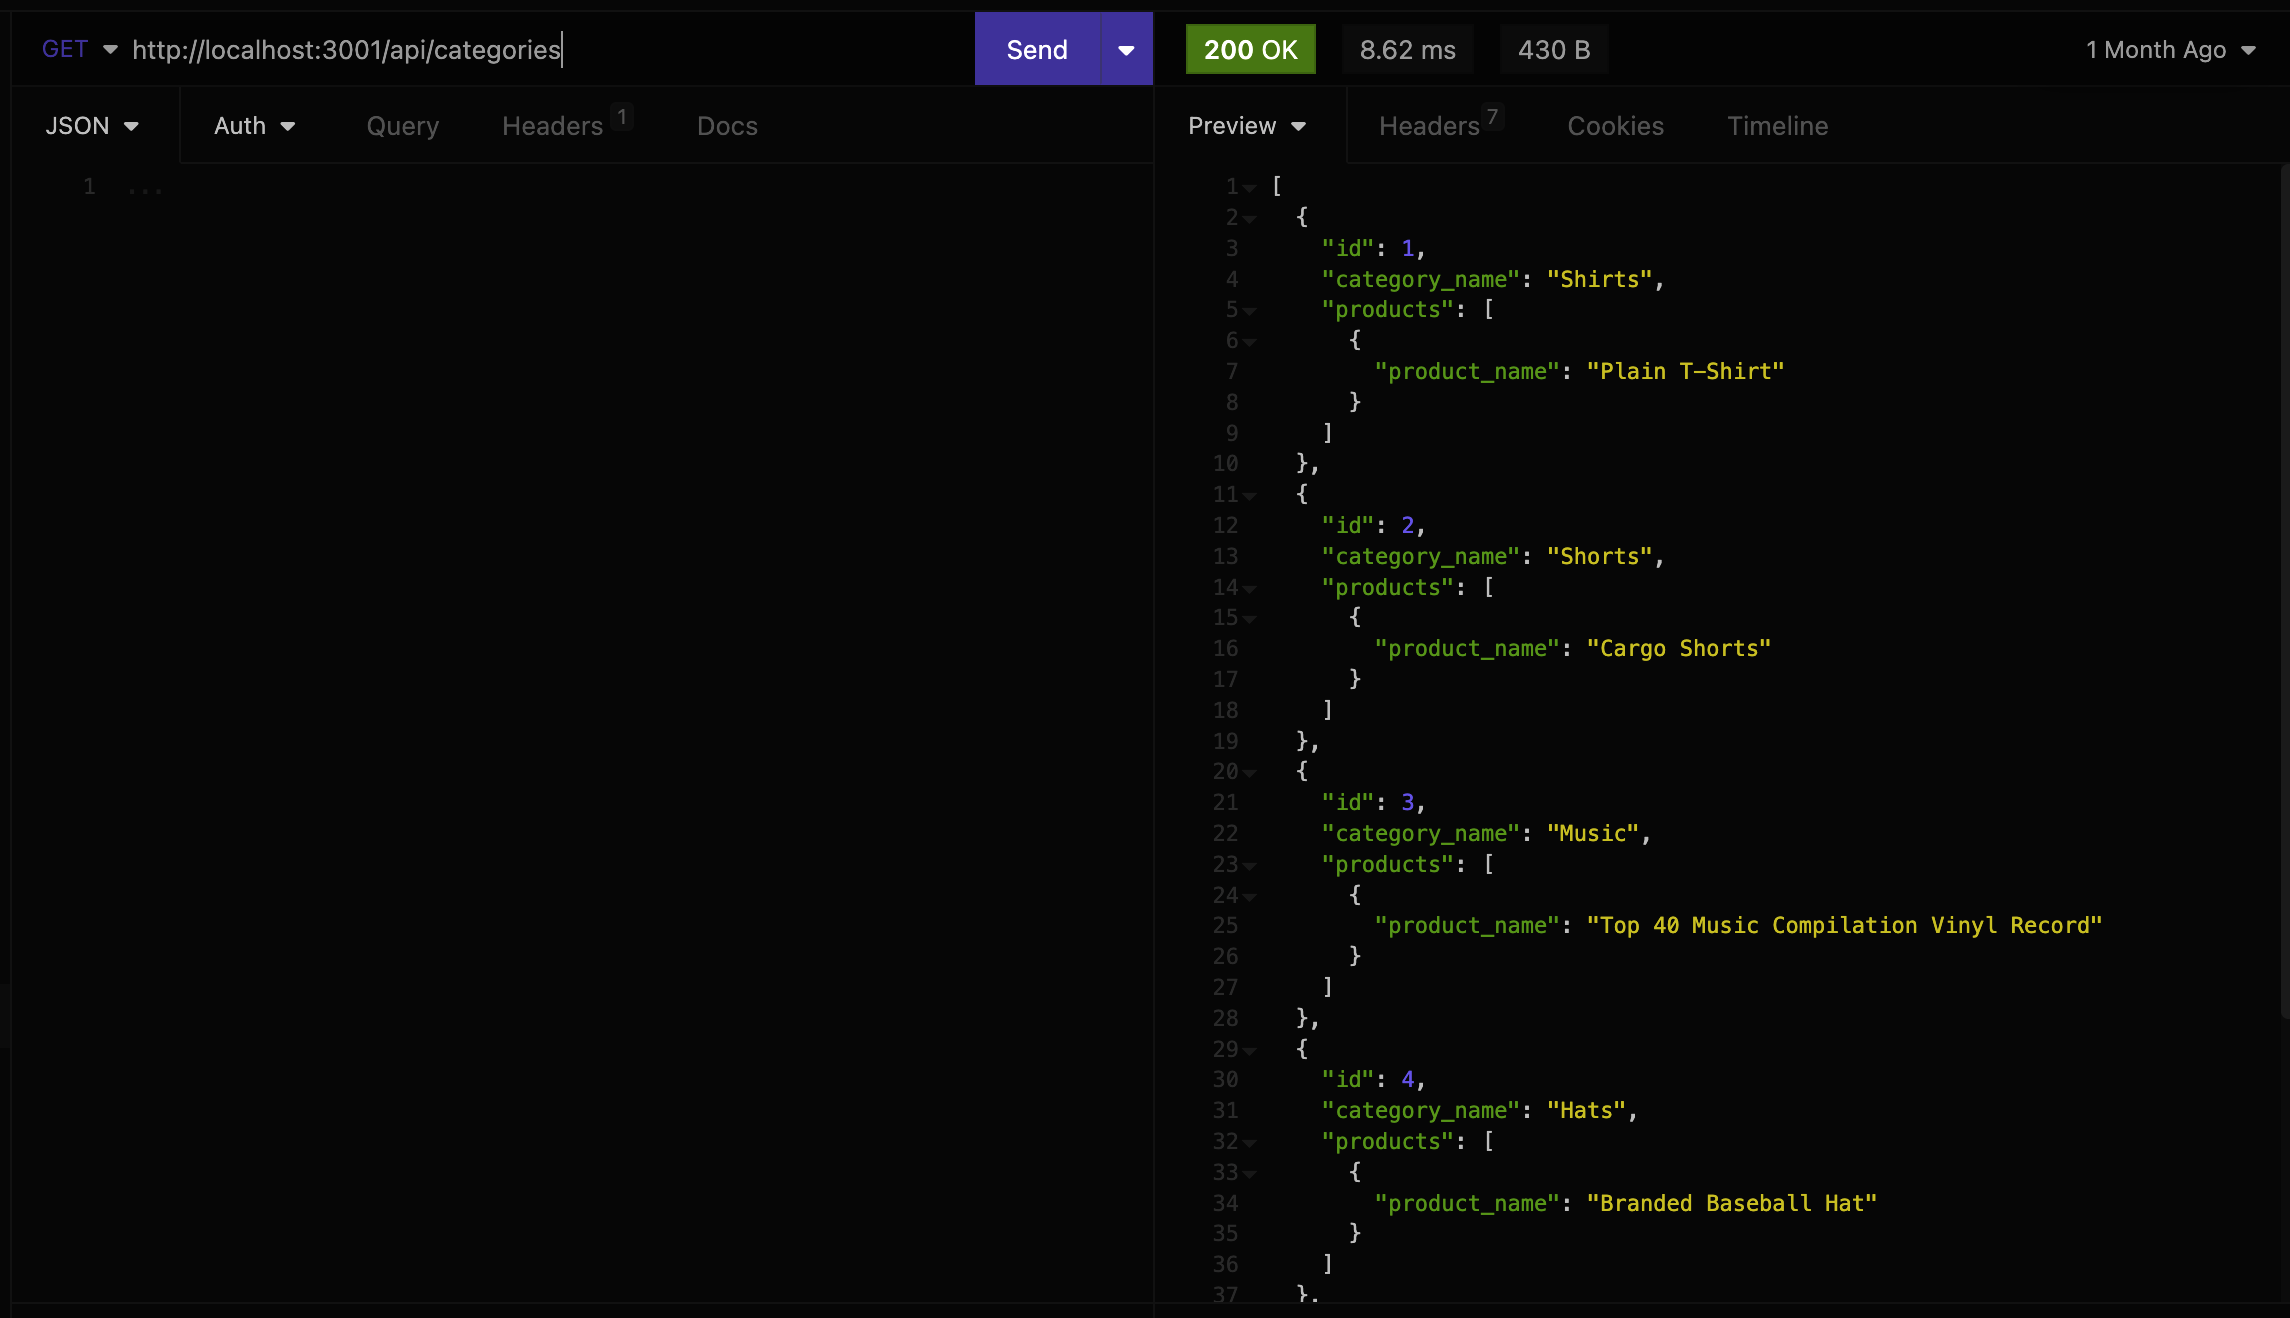 GET http://localhost:3001/api/categories Send 200 OK 8.62 ms 430 B 1 Month Ago
JSON Auth Query Headers 1 Docs Preview Headers 7 Cookies Timeline
1 ...
1 [
2 {
3 "id": 1,
4 "category_name": "Shirts",
5 "products": [
6 {
7 "product_name": "Plain T-Shirt"
8 }
9 ]
10 },
11 {
12 "id": 2,
13 "category_name": "Shorts",
14 "products": [
15 {
16 "product_name": "Cargo Shorts"
17 }
18 ]
19 },
20 {
21 "id": 3,
22 "category_name": "Music",
23 "products": [
24 {
25 "product_name": "Top 40 Music Compilation Vinyl Record"
26 }
27 ]
28 },
29 {
30 "id": 4,
31 "category_name": "Hats",
32 "products": [
33 {
34 "product_name": "Branded Baseball Hat"
35 }
36 ]
37 },